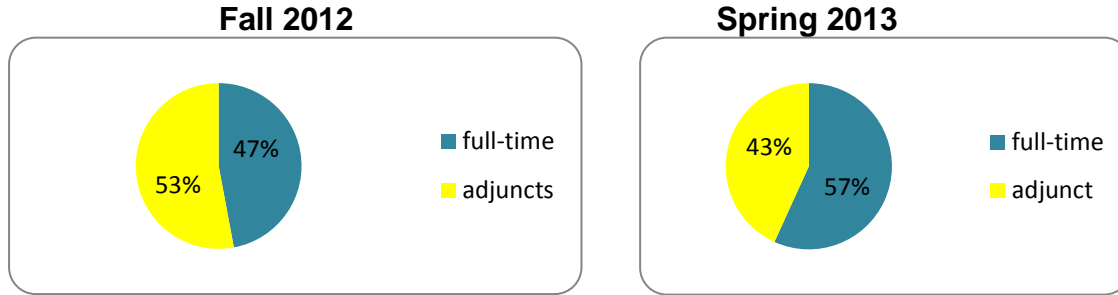 Fall 2012
47%
53%
full-time
adjuncts
Spring 2013
43%
57%
full-time
adjunct